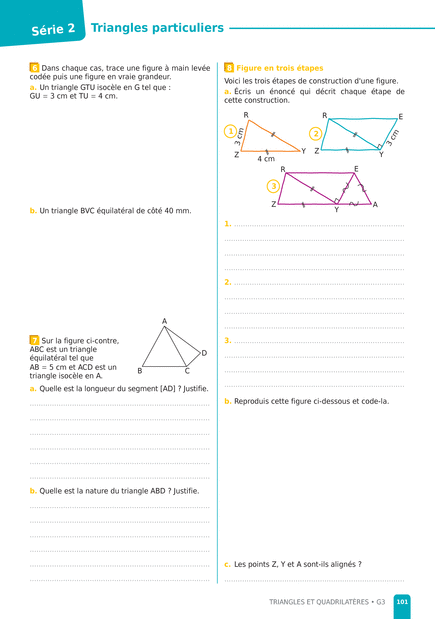 Série 2
Triangles particuliers
6 Dans chaque cas, trace une figure à main levée
codée puis une figure en vraie grandeur.
a. Un triangle GTU isocèle en G tel que :
GU = 3 cm et TU = 4 cm.
b. Un triangle BVC équilatéral de côté 40 mm.
7 Sur la figure ci-contre,
ABC est un triangle
équilatéral tel que
AB = 5 cm et ACD est un
triangle isocèle en A.
A
D
B
C
a. Quelle est la longueur du segment [AD] ? Justifie.
b. Quelle est la nature du triangle ABD ? Justifie.
8 Figure en trois étapes
Voici les trois étapes de construction d'une figure.
a. Écris un énoncé qui décrit chaque étape de
cette construction.
R
1
3 cm
Z
4 cm
Y
R
E
2
3 cm
Z
Y
R
E
3
Z
Y
A
1.
2.
3.
b. Reproduis cette figure ci-dessous et code-la.
c. Les points Z, Y et A sont-ils alignés ?
TRIANGLES ET QUADRILATÈRES • G3
101